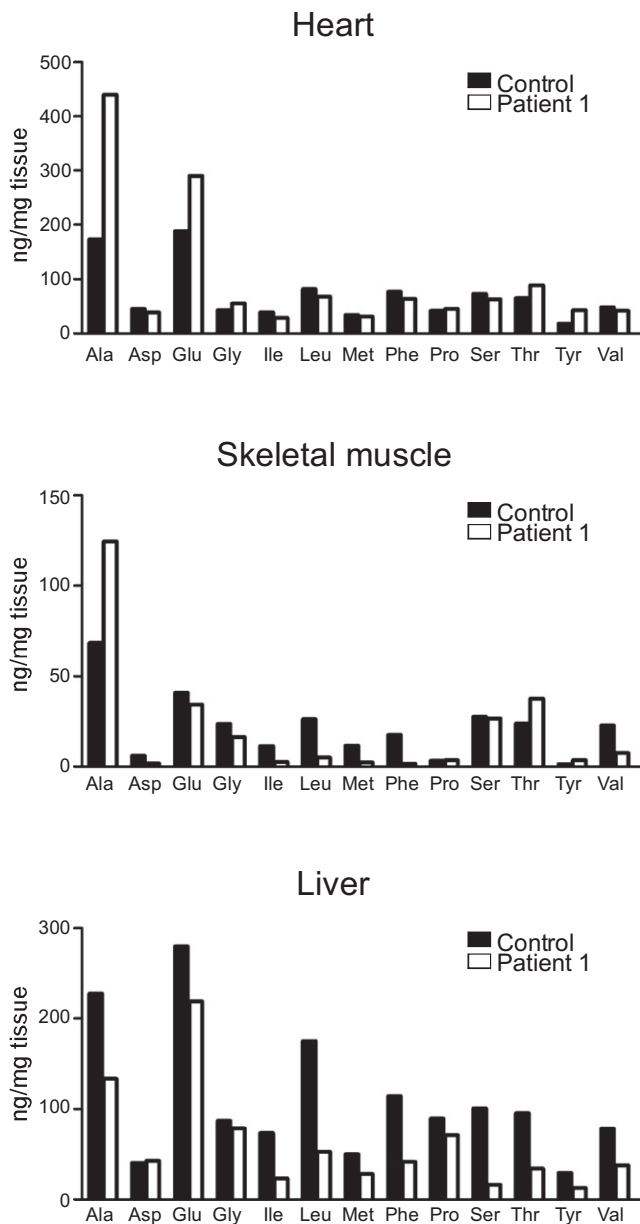 Heart
500
400
300
200
100
0
ng/mg tissue
Control
Patient 1
Ala Asp Glu Gly Ile Leu Met Phe Pro Ser Thr Tyr Val
Skeletal muscle
150
100
50
0
ng/mg tissue
Control
Patient 1
Ala Asp Glu Gly Ile Leu Met Phe Pro Ser Thr Tyr Val
Liver
300
200
100
0
ng/mg tissue
Control
Patient 1
Ala Asp Glu Gly Ile Leu Met Phe Pro Ser Thr Tyr Val